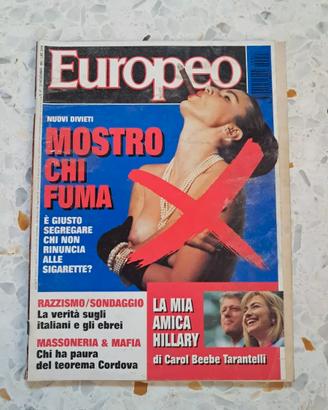 Europeo
NUOVI DIVIETI
MOSTRO
CHI
FUMA
È GIUSTO
SEGREGARE
CHI NON
RINUNCIA
ALLE
SIGARETTE?
RAZZISMO/SONDAGGIO
La verità sugli
italiani e gli ebrei
MASSONERIA & MAFIA
Chi ha paura
del teorema Cordova
LA MIA
AMICA
HILLARY
di Carol Beebe Tarantelli